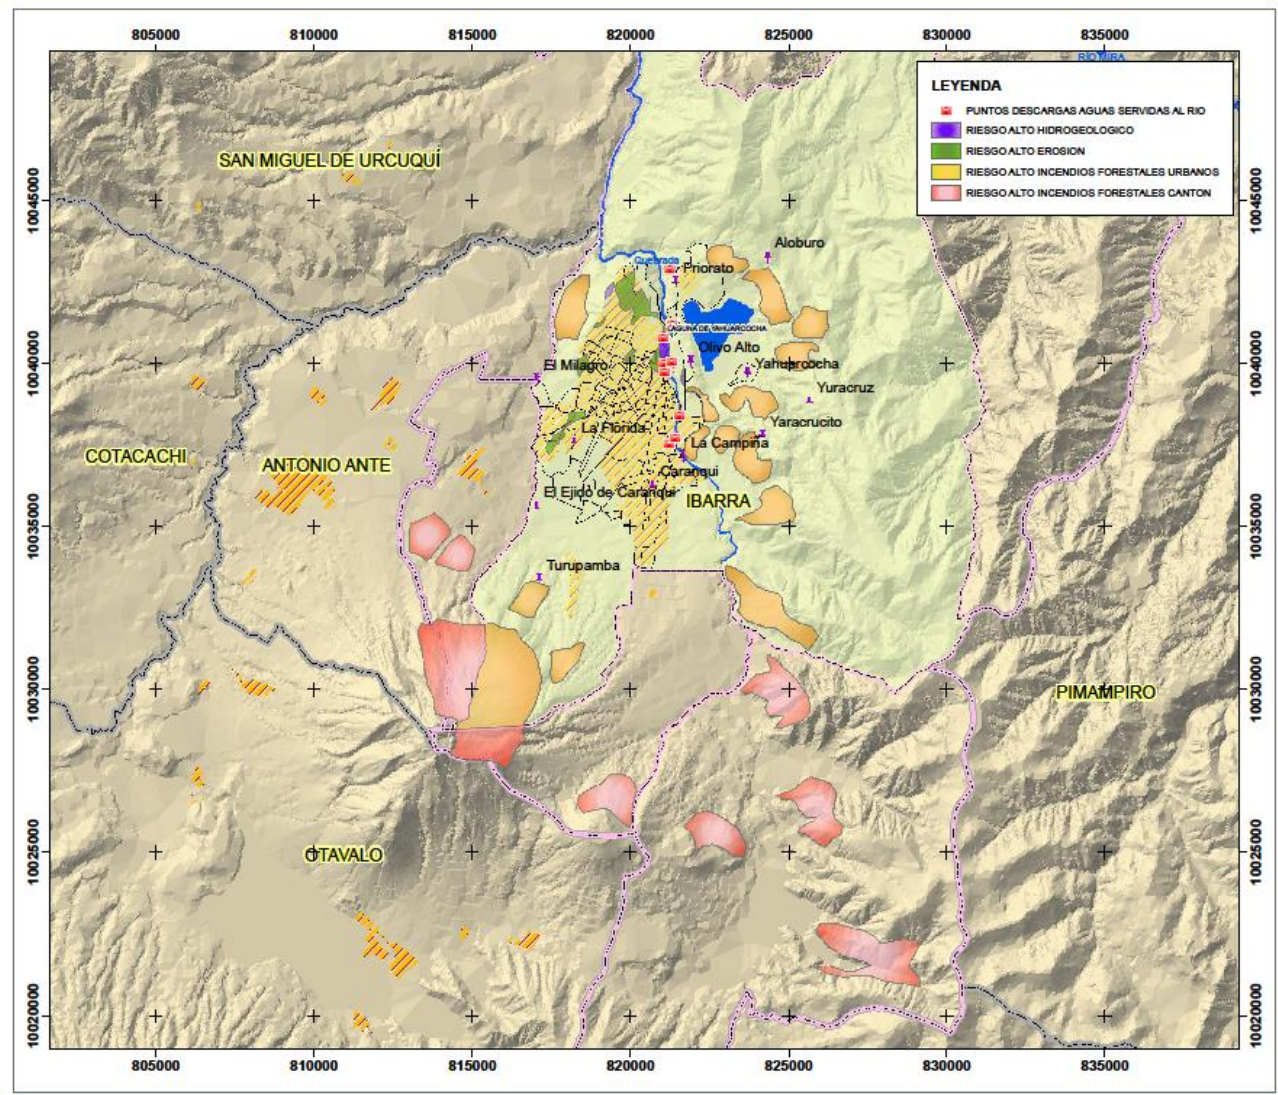 805000 810000 815000 820000 825000 830000 835000
RIO MIRA
LEYENDA
PUNTOS DESCARGAS AGUAS SERVIDAS AL RIO
RIESGO ALTO HIDROGEOLOGICO
RIESGO ALTO EROSION
RIESGO ALTO INCENDIOS FORESTALES URBANOS
RIESGO ALTO INCENDIOS FORESTALES CANTON
SAN MIGUEL DE URCUQUÍ
10045000 10045000
Aloburo
Quebrada
Priorato
LAGUNA DE YAHUARCOCHA
Olivo Alto
10040000 10040000
El Milagro
Yahuarcocha
Yuracruz
Yaracrucito
La Florida
La Campiña
COTACACHI
ANTONIO ANTE
Caranqui
El Ejido de Caranqui
IBARRA
10035000 10035000
Turupamba
10030000 10030000
PIMAMPIRO
OTAVALO
10025000 10025000
10020000 10020000
805000 810000 815000 820000 825000 830000 835000